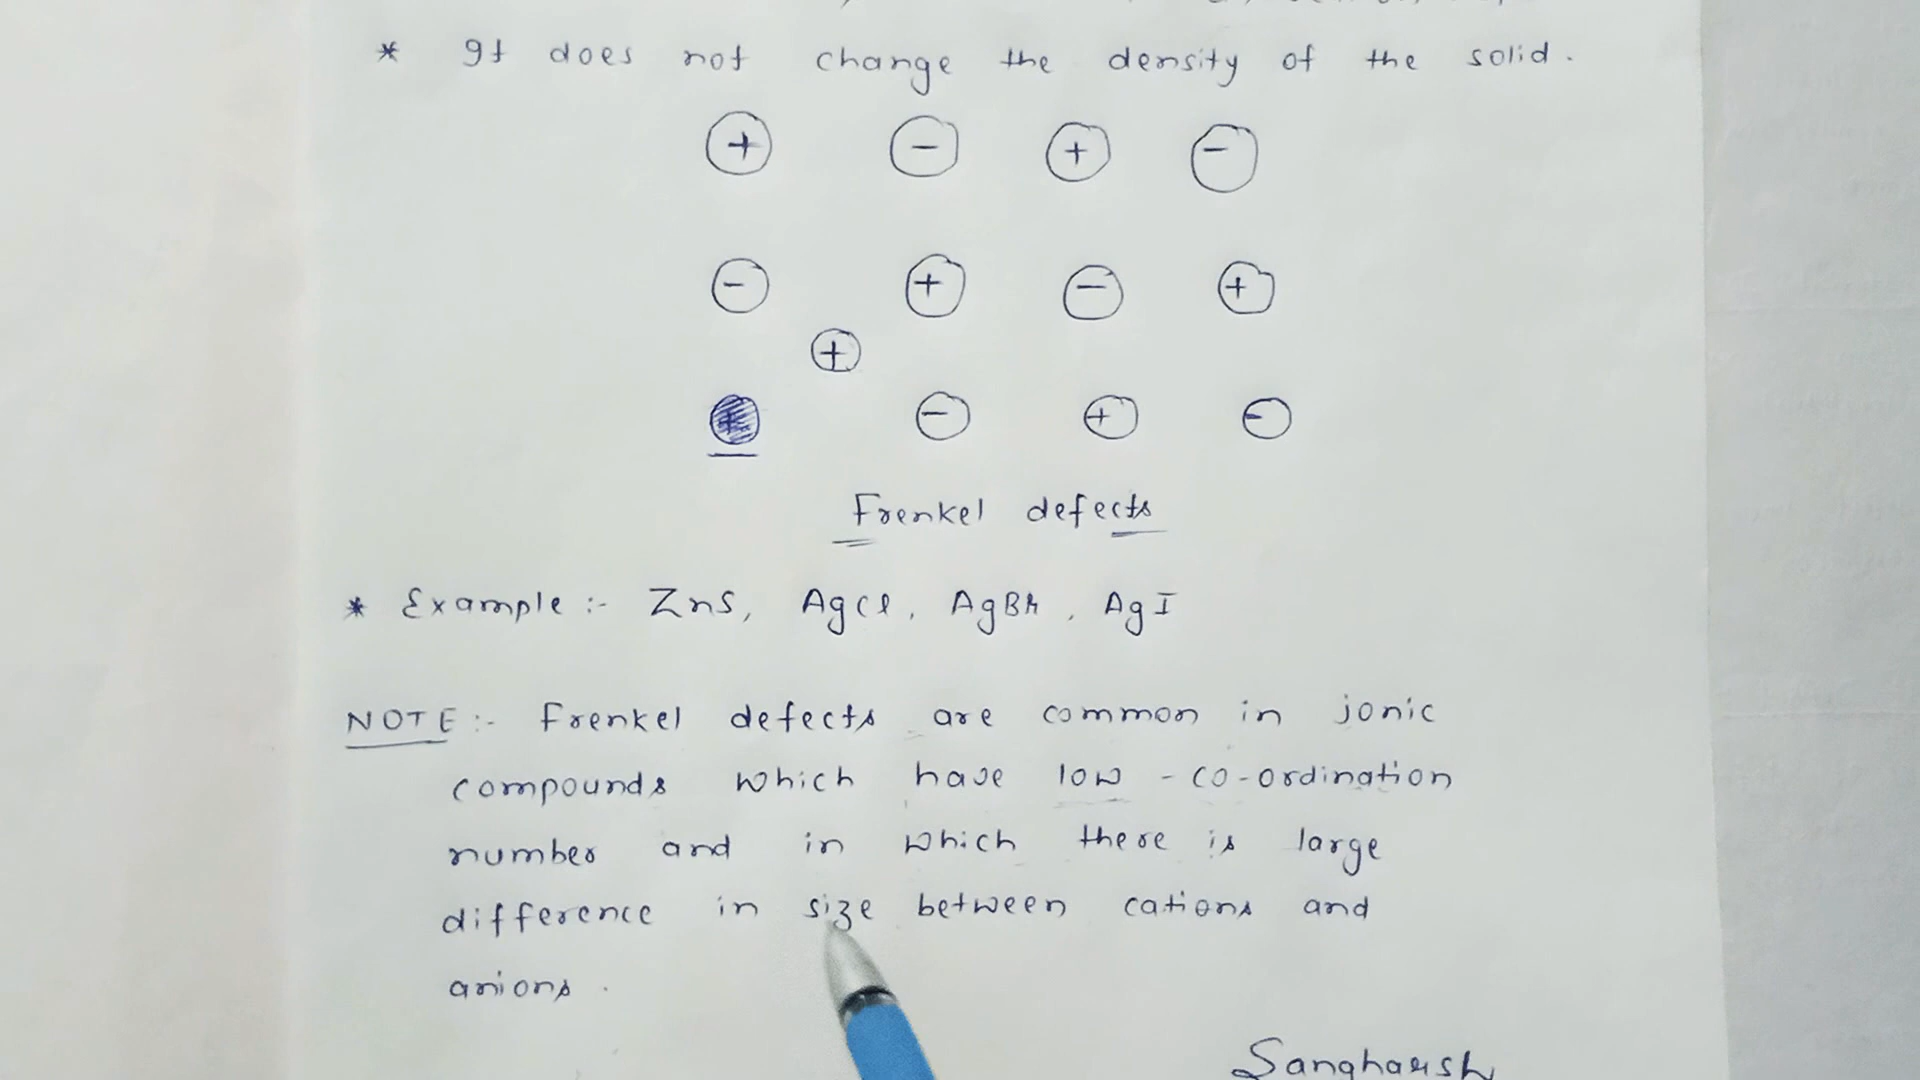 * It does not change the density of the solid.
+ - + -
- + - +
+
- + -
Frenkel defects
* Example :- ZnS, AgCl, AgBr, AgI
NOTE :- Frenkel defects are common in ionic
compounds which have low - co-ordination
number and in which there is large
difference in size between cations and
anions.
Sangharsh